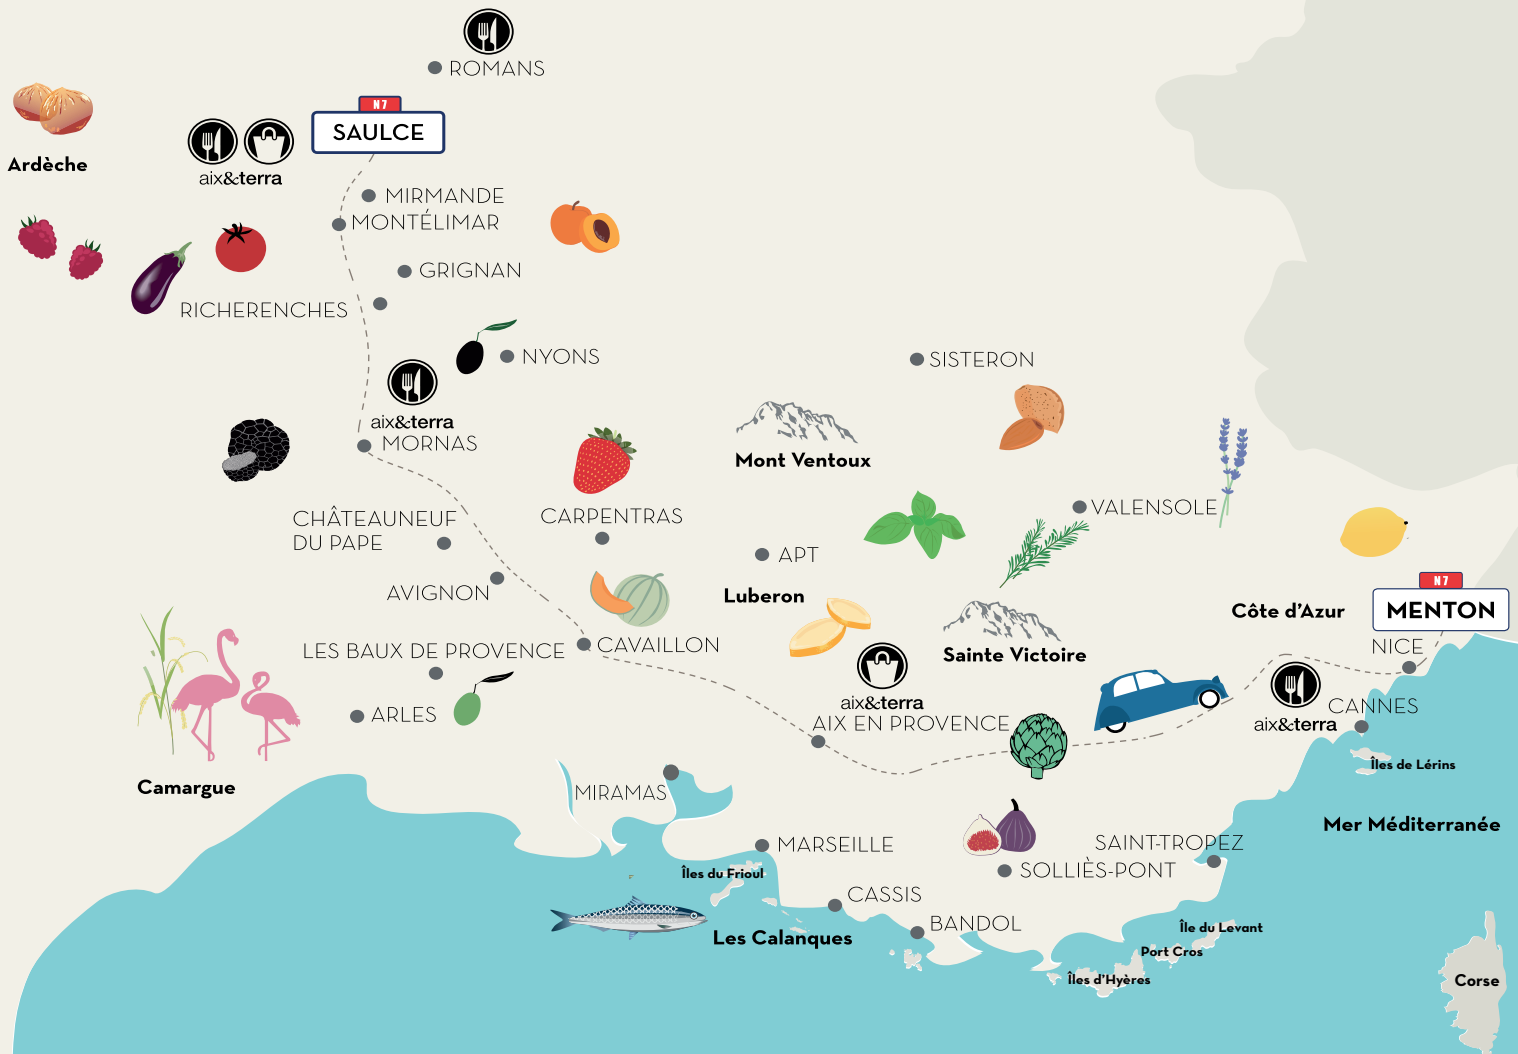 ROMANS
N7
SAULCE
Ardèche
aix&terra
MIRMANDE
MONTÉLIMAR
GRIGNAN
RICHERENCHES
NYONS
SISTERON
aix&terra
MORNAS
Mont Ventoux
CHÂTEAUNEUF
DU PAPE
CARPENTRAS
VALENSOLE
APT
AVIGNON
Luberon
N7
MENTON
Côte d'Azur
LES BAUX DE PROVENCE
CAVAILLON
Sainte Victoire
NICE
aix&terra
AIX EN PROVENCE
ARLES
CANNES
aix&terra
Camargue
MIRAMAS
Îles de Lérins
Mer Méditerranée
MARSEILLE
SAINT-TROPEZ
Îles du Frioul
SOLLIÈS-PONT
CASSIS
BANDOL
Les Calanques
Île du Levant
Port Cros
Îles d'Hyères
Corse